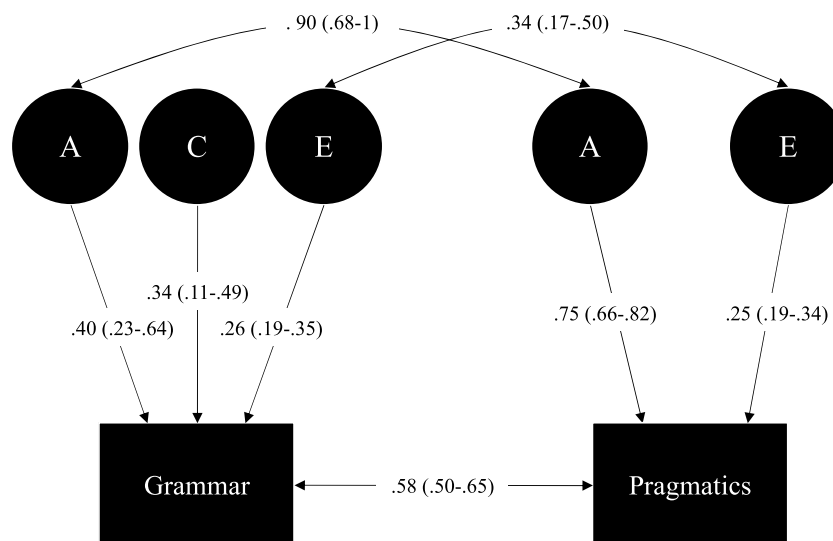 . 90 (.68-1)
.34 (.17-.50)
A
C
E
A
E
.34 (.11-.49)
.40 (.23-.64)
.26 (.19-.35)
.75 (.66-.82)
.25 (.19-.34)
Grammar
.58 (.50-.65)
Pragmatics